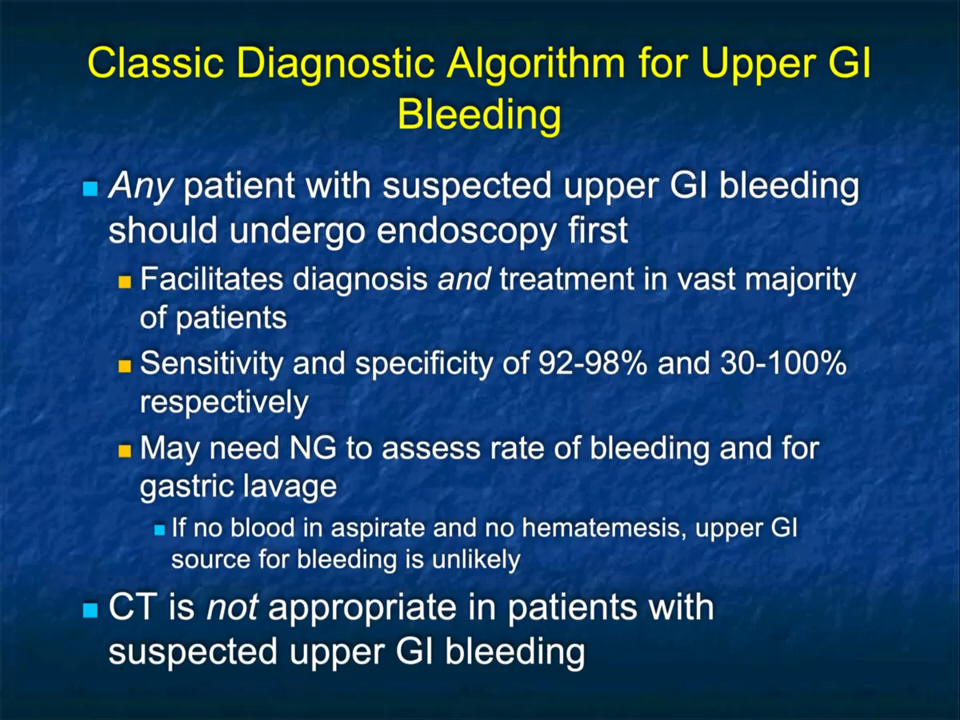 Classic Diagnostic Algorithm for Upper GI
Bleeding
Any patient with suspected upper GI bleeding
should undergo endoscopy first
Facilitates diagnosis and treatment in vast majority
of patients
Sensitivity and specificity of 92-98% and 30-100%
respectively
May need NG to assess rate of bleeding and for
gastric lavage
If no blood in aspirate and no hematemesis, upper GI
source for bleeding is unlikely
CT is not appropriate in patients with
suspected upper GI bleeding